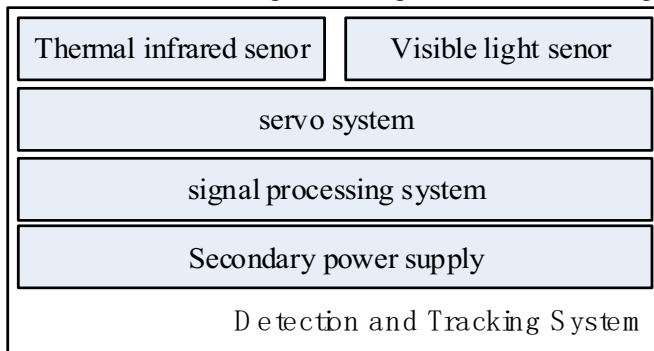 Thermal infrared senor
Visible light senor
servo system
signal processing system
Secondary power supply
Detection and Tracking System